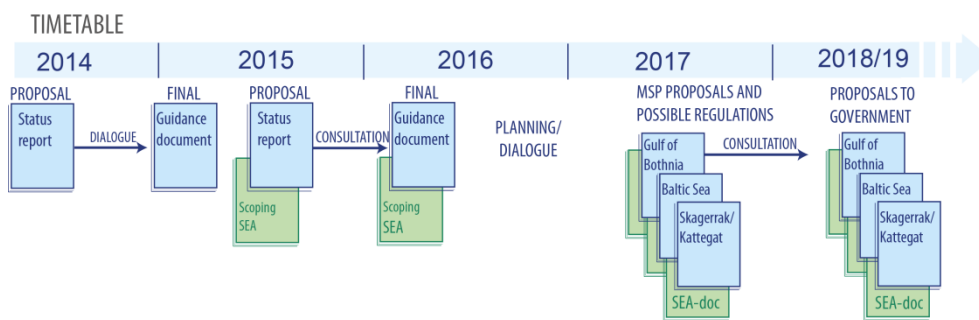 TIMETABLE
2014
2015
2016
2017
2018/19
PROPOSAL
Status
report
DIALOGUE
FINAL
Guidance
document
PROPOSAL
Status
report
Scoping
SEA
CONSULTATION
FINAL
Guidance
document
Scoping
SEA
PLANNING/
DIALOGUE
MSP PROPOSALS AND
POSSIBLE REGULATIONS
Gulf of
Bothnia
Baltic Sea
Skagerrak/
Kattegat
SEA-doc
CONSULTATION
PROPOSALS TO
GOVERNMENT
Gulf of
Bothnia
Baltic Sea
Skagerrak/
Kattegat
SEA-doc